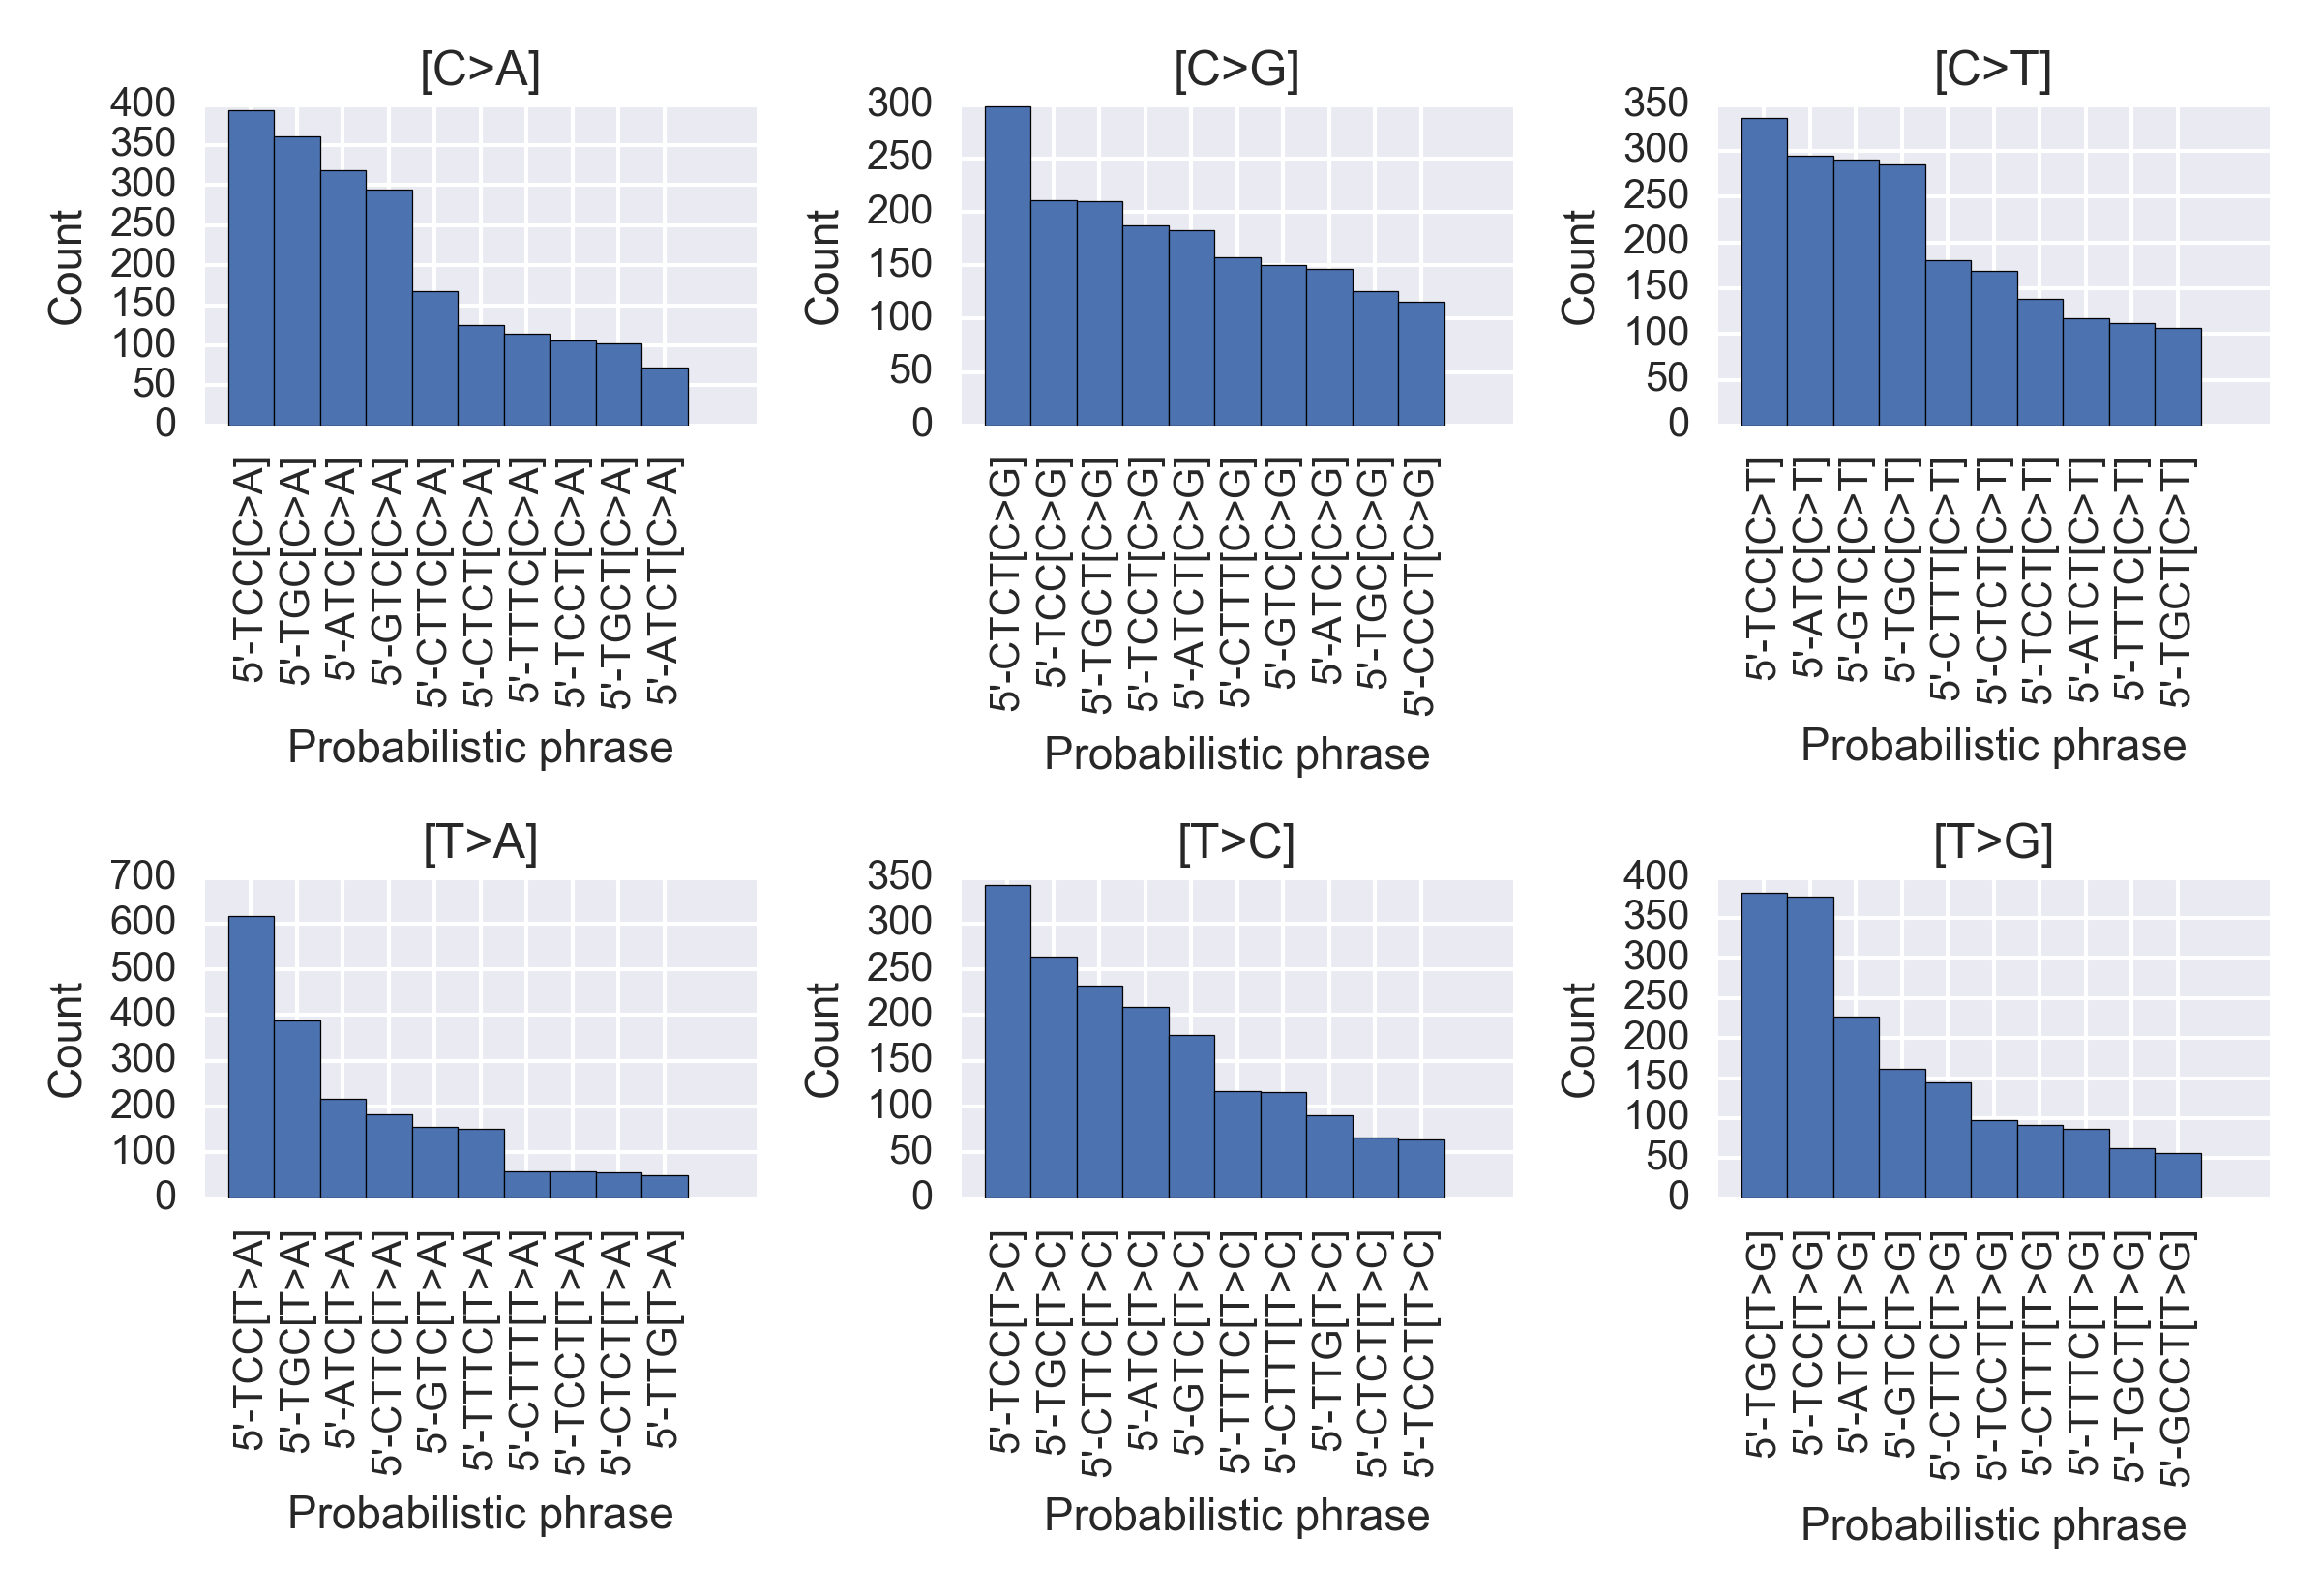 [C>A]
400
350
300
250
200
150
100
50
0
Count
5'-TCC[C>A]
5'-TGC[C>A]
5'-ATC[C>A]
5'-GTC[C>A]
5'-CTTC[C>A]
5'-CTCT[C>A]
5'-TTTC[C>A]
5'-TCCT[C>A]
5'-TGCT[C>A]
5'-ATCT[C>A]
Probabilistic phrase
[C>G]
300
250
200
150
100
50
0
Count
5'-CTCT[C>G]
5'-TCC[C>G]
5'-TGCT[C>G]
5'-TCCT[C>G]
5'-ATCT[C>G]
5'-CTTT[C>G]
5'-GTC[C>G]
5'-ATC[C>G]
5'-TGC[C>G]
5'-CCCT[C>G]
Probabilistic phrase
[C>T]
350
300
250
200
150
100
50
0
Count
5'-TCC[C>T]
5'-ATC[C>T]
5'-GTC[C>T]
5'-TGC[C>T]
5'-CTTT[C>T]
5'-CTCT[C>T]
5'-TCCT[C>T]
5'-ATCT[C>T]
5'-TTTC[C>T]
5'-TGCT[C>T]
Probabilistic phrase
[T>A]
700
600
500
400
300
200
100
0
Count
5'-TCC[T>A]
5'-TGC[T>A]
5'-ATC[T>A]
5'-CTTC[T>A]
5'-GTC[T>A]
5'-TTTC[T>A]
5'-CTTT[T>A]
5'-TCCT[T>A]
5'-CTCT[T>A]
5'-TTG[T>A]
Probabilistic phrase
[T>C]
350
300
250
200
150
100
50
0
Count
5'-TCC[T>C]
5'-TGC[T>C]
5'-CTTC[T>C]
5'-ATC[T>C]
5'-GTC[T>C]
5'-TTTC[T>C]
5'-CTTT[T>C]
5'-TTG[T>C]
5'-CTCT[T>C]
5'-TCCT[T>C]
Probabilistic phrase
[T>G]
400
350
300
250
200
150
100
50
0
Count
5'-TGC[T>G]
5'-TCC[T>G]
5'-ATC[T>G]
5'-GTC[T>G]
5'-CTTC[T>G]
5'-TCCT[T>G]
5'-CTTT[T>G]
5'-TTTC[T>G]
5'-TGCT[T>G]
5'-GCCT[T>G]
Probabilistic phrase